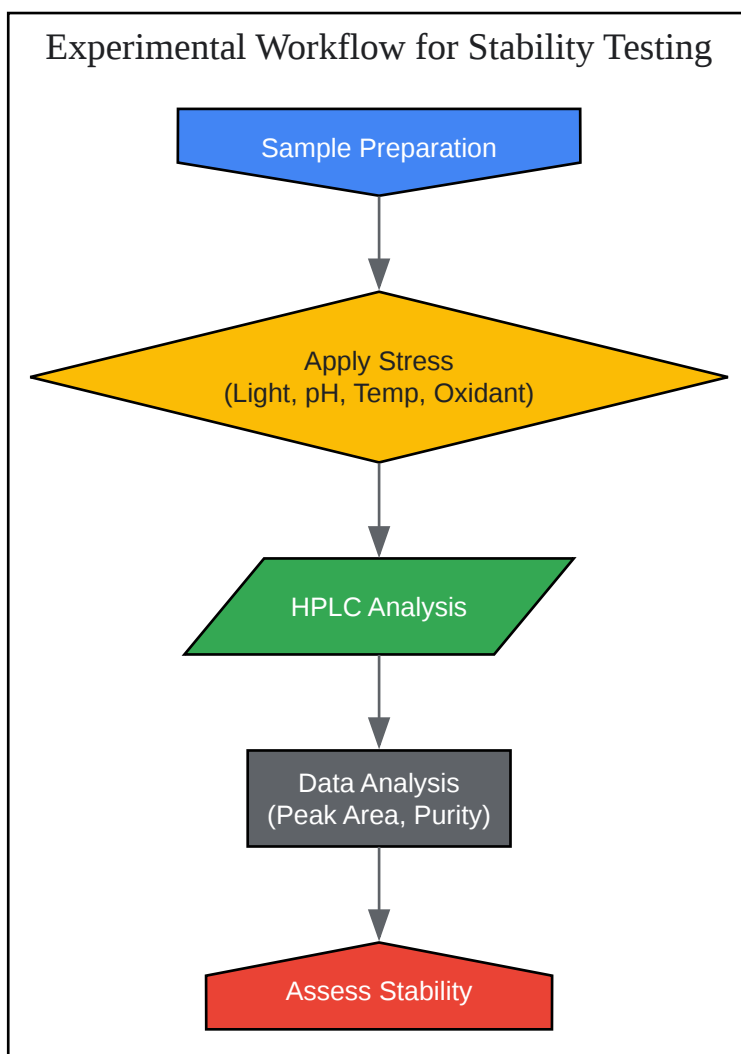 Experimental Workflow for Stability Testing
Sample Preparation
Apply Stress
(Light, pH, Temp, Oxidant)
HPLC Analysis
Data Analysis
(Peak Area, Purity)
Assess Stability